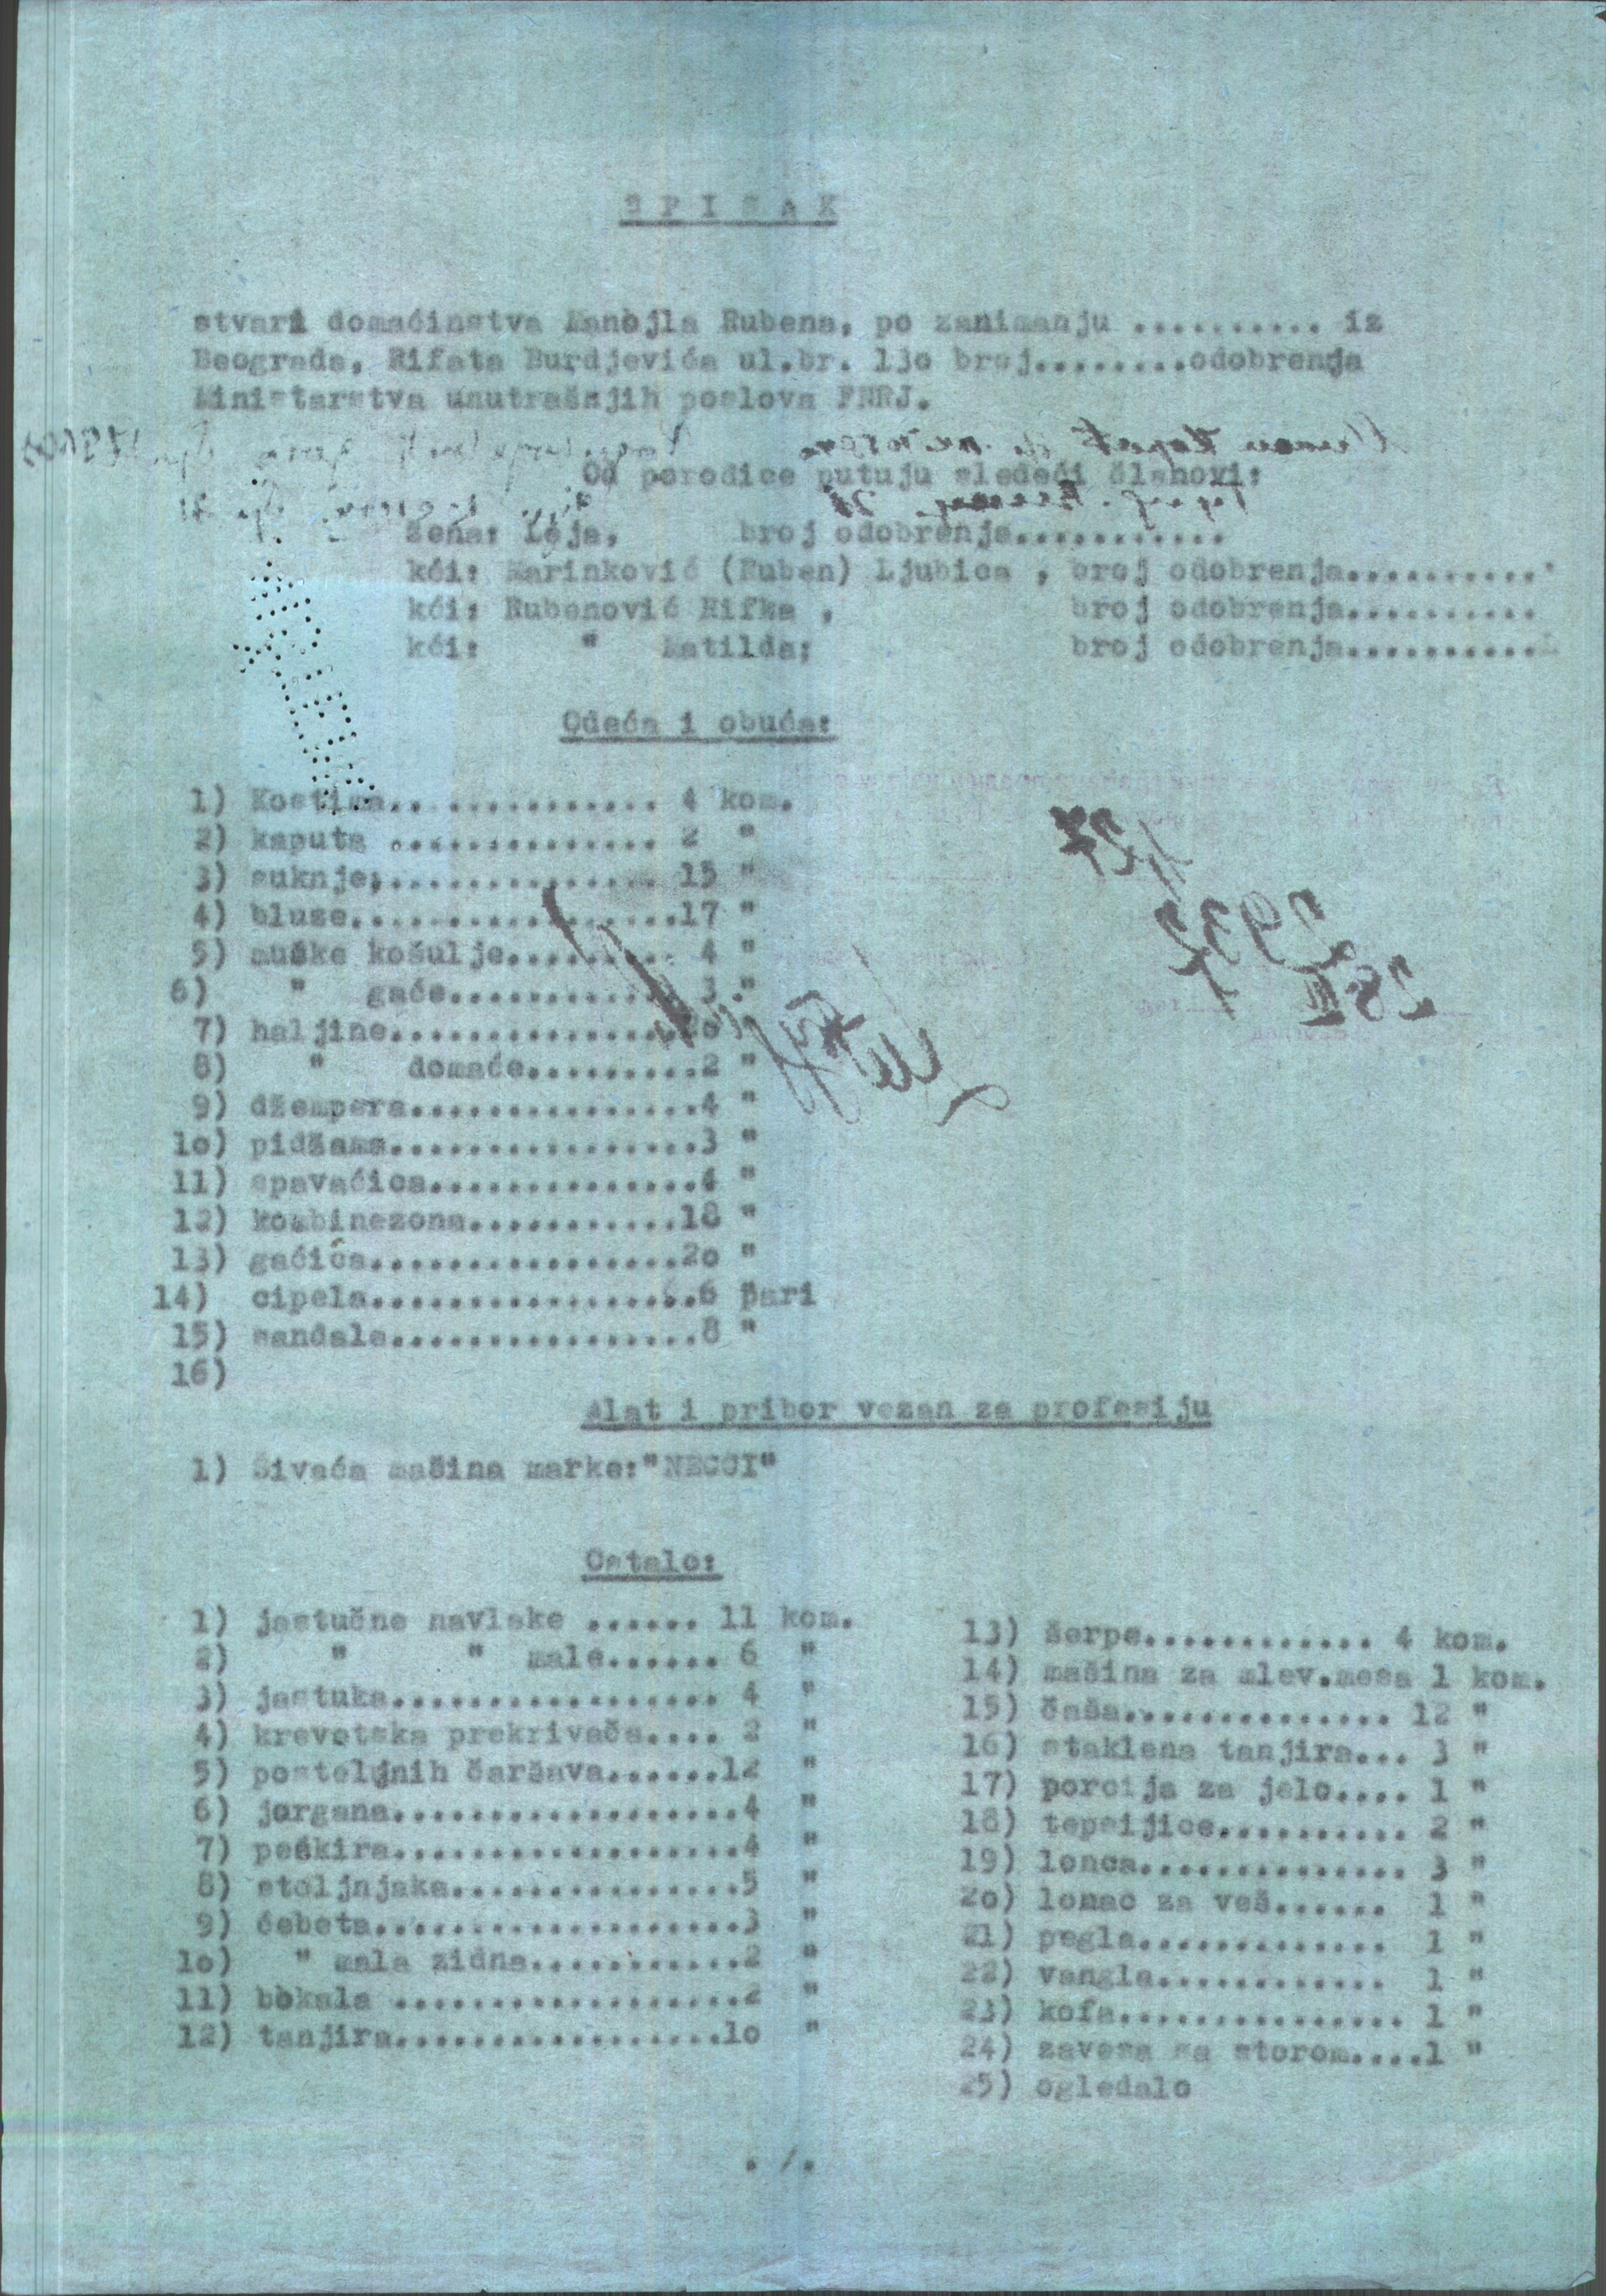 S P I S A K
stvari domaćinstva Manojla Rubena, po zanimanju .......... iz
Beograda, Rifata Burdjevića ul.br. 13o broj........odobrenja
Ministarstva unutrašnjih poslova FNRJ.
Od porodice putuju sledeći članovi:
žena: Leja, broj odobrenja...........
kći: Marinković (Ruben) Ljubica , broj odobrenja..........
kći: Rubenović Rifka , broj odobrenja..........
kći: " Matilda; broj odobrenja..........
Odeća i obuća:
1) Kostima.............. 4 kom.
2) kaputa .............. 2 "
3) suknje;.............. 15 "
4) bluze.................17 "
5) muške košulje......... 4 "
6) " gaće............ 3 "
7) haljine...............2o "
8) " domaće.........2 "
9) džempera...............4 "
1o) pidžama................3 "
11) spavaćica..............4 "
12) kombinezona...........18 "
13) gaćića................2o "
14) cipela.................6 pari
15) sandala................8 "
16)
Alat i pribor vezan za profesiju
1) Šivaća mašina marke:"NECCI"
Ostalo:
1) jastučne navlake ...... 11 kom.
2) " " male...... 6 "
3) jastuka................. 4 "
4) krevetska prekrivača.... 2 "
5) posteljnih čaršava......12 "
6) jorgana..................4 "
7) peškira..................4 "
8) stoljnjaka...............5 "
9) ćebeta...................3 "
1o) " mala zidna...........2 "
11) bokala ..................2 "
12) tanjira.................1o "
13) šerpe............ 4 kom.
14) mašina za mlev.mesa 1 kom.
15) čaša.............. 12 "
16) staklena tanjira... 3 "
17) porcija za jelo.... 1 "
18) tepsijice.......... 2 "
19) lonca.............. 3 "
2o) lonac za veš...... 1 "
21) pegla............. 1 "
22) vangla............ 1 "
23) kofa............... 1 "
24) zavesa sa storom....1 "
25) ogledalo
./.